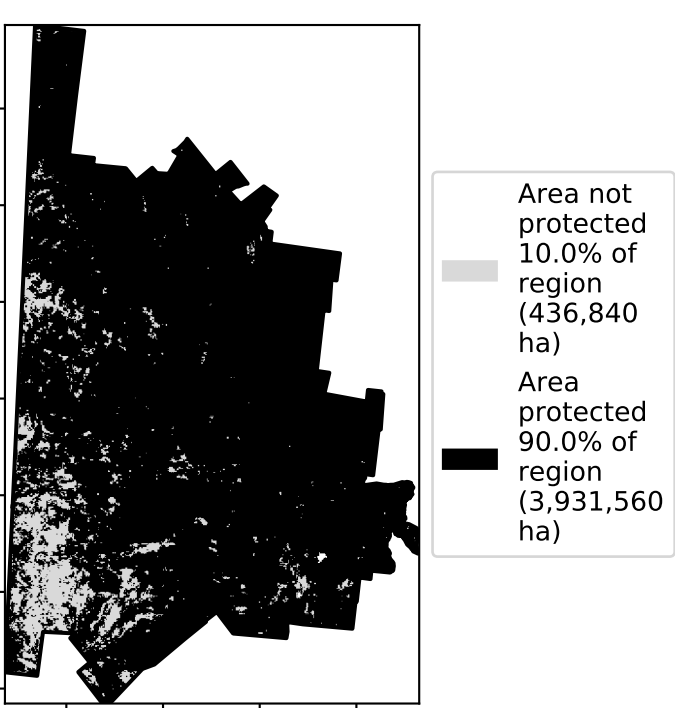 Area not
protected
10.0% of
region
(436,840
ha)
Area
protected
90.0% of
region
(3,931,560
ha)